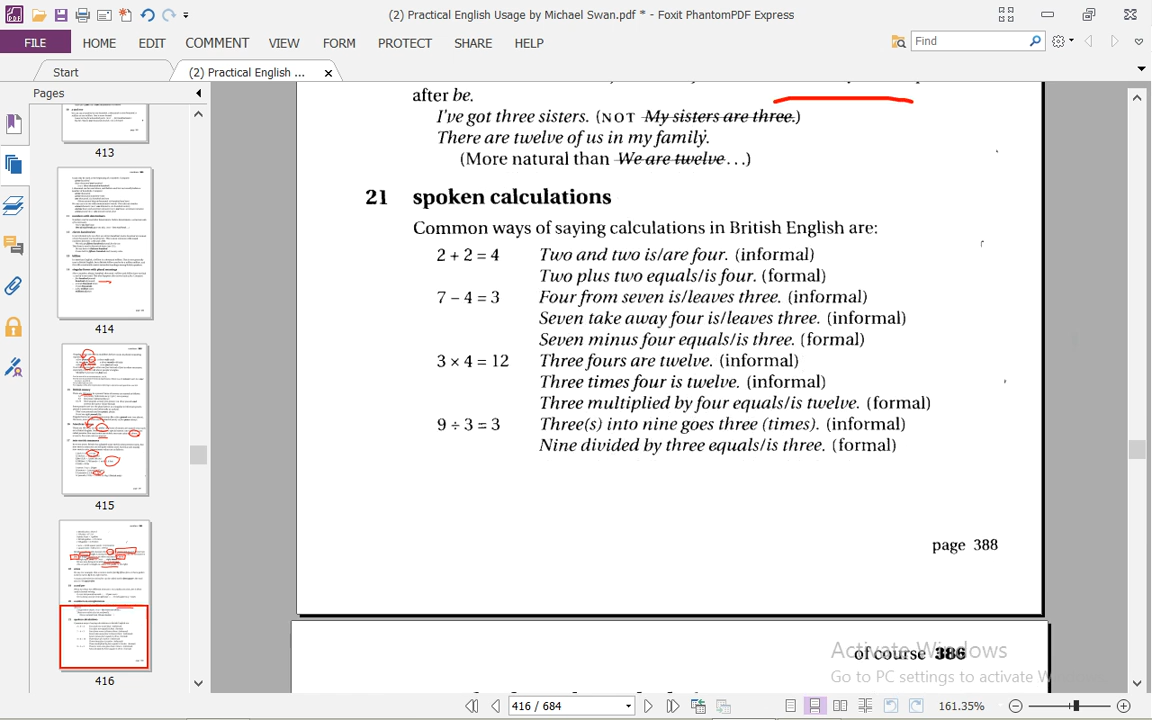 (2) Practical English Usage by Michael Swan.pdf * - Foxit PhantomPDF Express
FILE HOME EDIT COMMENT VIEW FORM PROTECT SHARE HELP Find
Start (2) Practical English ...
Pages
413
414
415
416
after be.
I've got three sisters. (NOT My sisters are three.)
There are twelve of us in my family.
(More natural than We are twelve ...)
21 spoken calculations
Common ways of saying calculations in British English are:
2 + 2 = 4 Two and two is/are four. (informal)
Two plus two equals/is four. (formal)
7 – 4 = 3 Four from seven is/leaves three. (informal)
Seven take away four is/leaves three. (informal)
Seven minus four equals/is three. (formal)
3 × 4 = 12 Three fours are twelve. (informal)
Three times four is twelve. (informal)
Three multiplied by four equals/is twelve. (formal)
9 ÷ 3 = 3 Three(s) into nine goes three (times). (informal)
Nine divided by three equals/is three. (formal)
page 388
of course 386
Activate Windows
Go to PC settings to activate W
416 / 684 161.35%